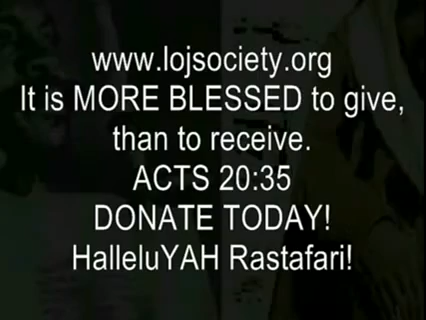 www.lojsociety.org
It is MORE BLESSED to give,
than to receive.
ACTS 20:35
DONATE TODAY!
HalleluYAH Rastafari!